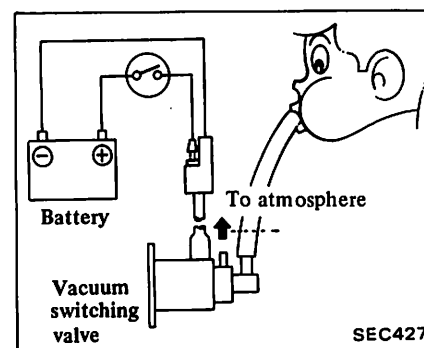 − +
Battery
To atmosphere
Vacuum
switching
valve
SEC427